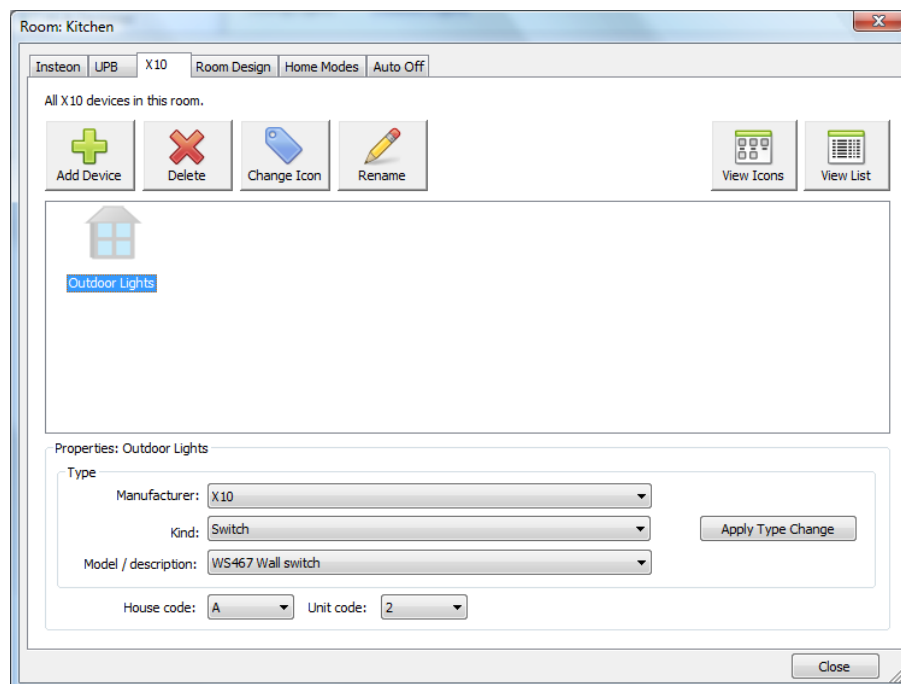 Room: Kitchen
Insteon UPB X10 Room Design Home Modes Auto Off
All X10 devices in this room.
Add Device Delete Change Icon Rename View Icons View List
Outdoor Lights
Properties: Outdoor Lights
Type
Manufacturer: X10
Kind: Switch Apply Type Change
Model / description: WS467 Wall switch
House code: A Unit code: 2
Close